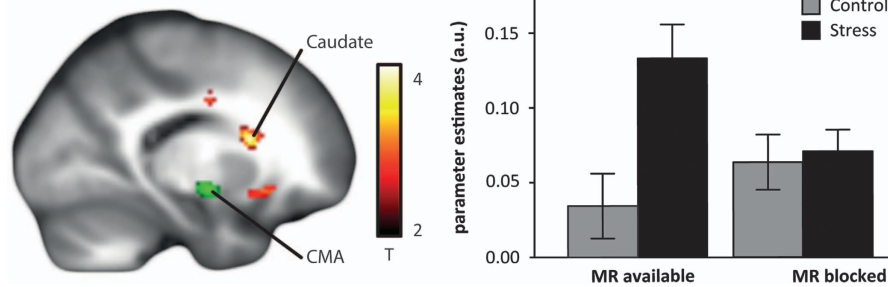 Caudate
4
2
T
CMA
parameter estimates (a.u.)
0.15
0.10
0.05
0.00
Control
Stress
MR available
MR blocked